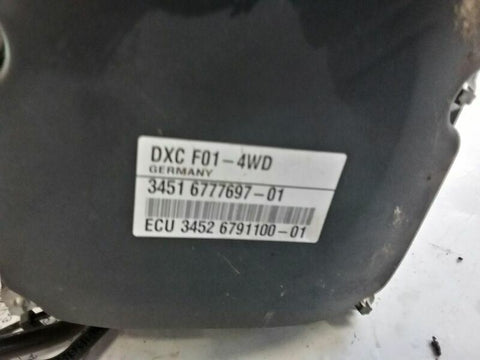 DXC F01-4WD
GERMANY
3451 6777697-01
ECU 3452 6791100-01